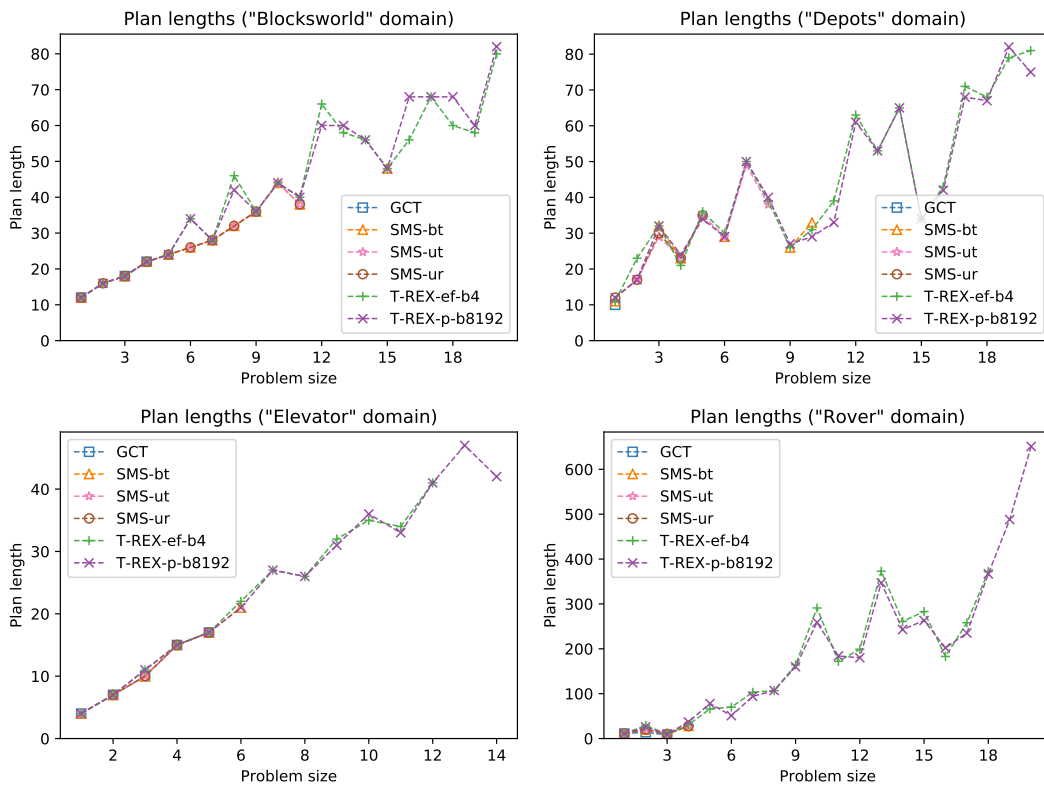 Plan lengths ("Blocksworld" domain)
Plan length
80
70
60
50
40
30
20
10
0
3
6
9
12
15
18
Problem size
GCT
SMS-bt
SMS-ut
SMS-ur
T-REX-ef-b4
T-REX-p-b8192
Plan lengths ("Depots" domain)
Plan length
80
70
60
50
40
30
20
10
0
3
6
9
12
15
18
Problem size
GCT
SMS-bt
SMS-ut
SMS-ur
T-REX-ef-b4
T-REX-p-b8192
Plan lengths ("Elevator" domain)
Plan length
40
30
20
10
0
2
4
6
8
10
12
14
Problem size
GCT
SMS-bt
SMS-ut
SMS-ur
T-REX-ef-b4
T-REX-p-b8192
Plan lengths ("Rover" domain)
Plan length
600
500
400
300
200
100
0
3
6
9
12
15
18
Problem size
GCT
SMS-bt
SMS-ut
SMS-ur
T-REX-ef-b4
T-REX-p-b8192